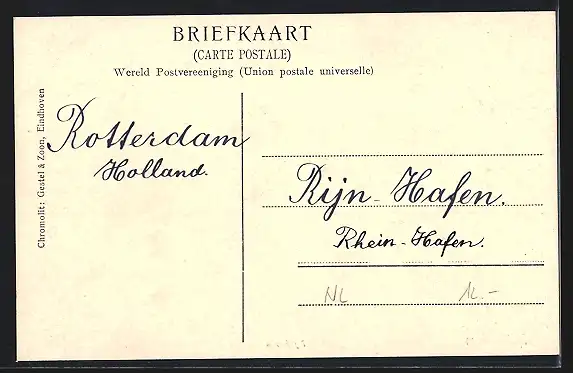 BRIEFKAART
(CARTE POSTALE)
Wereld Postvereeniging (Union postale universelle)
Chromolit: Gestel & Zoon, Eindhoven
Rotterdam
Holland.
Rijn-Hafen.
Rhein-Hafen.
NL 12.-